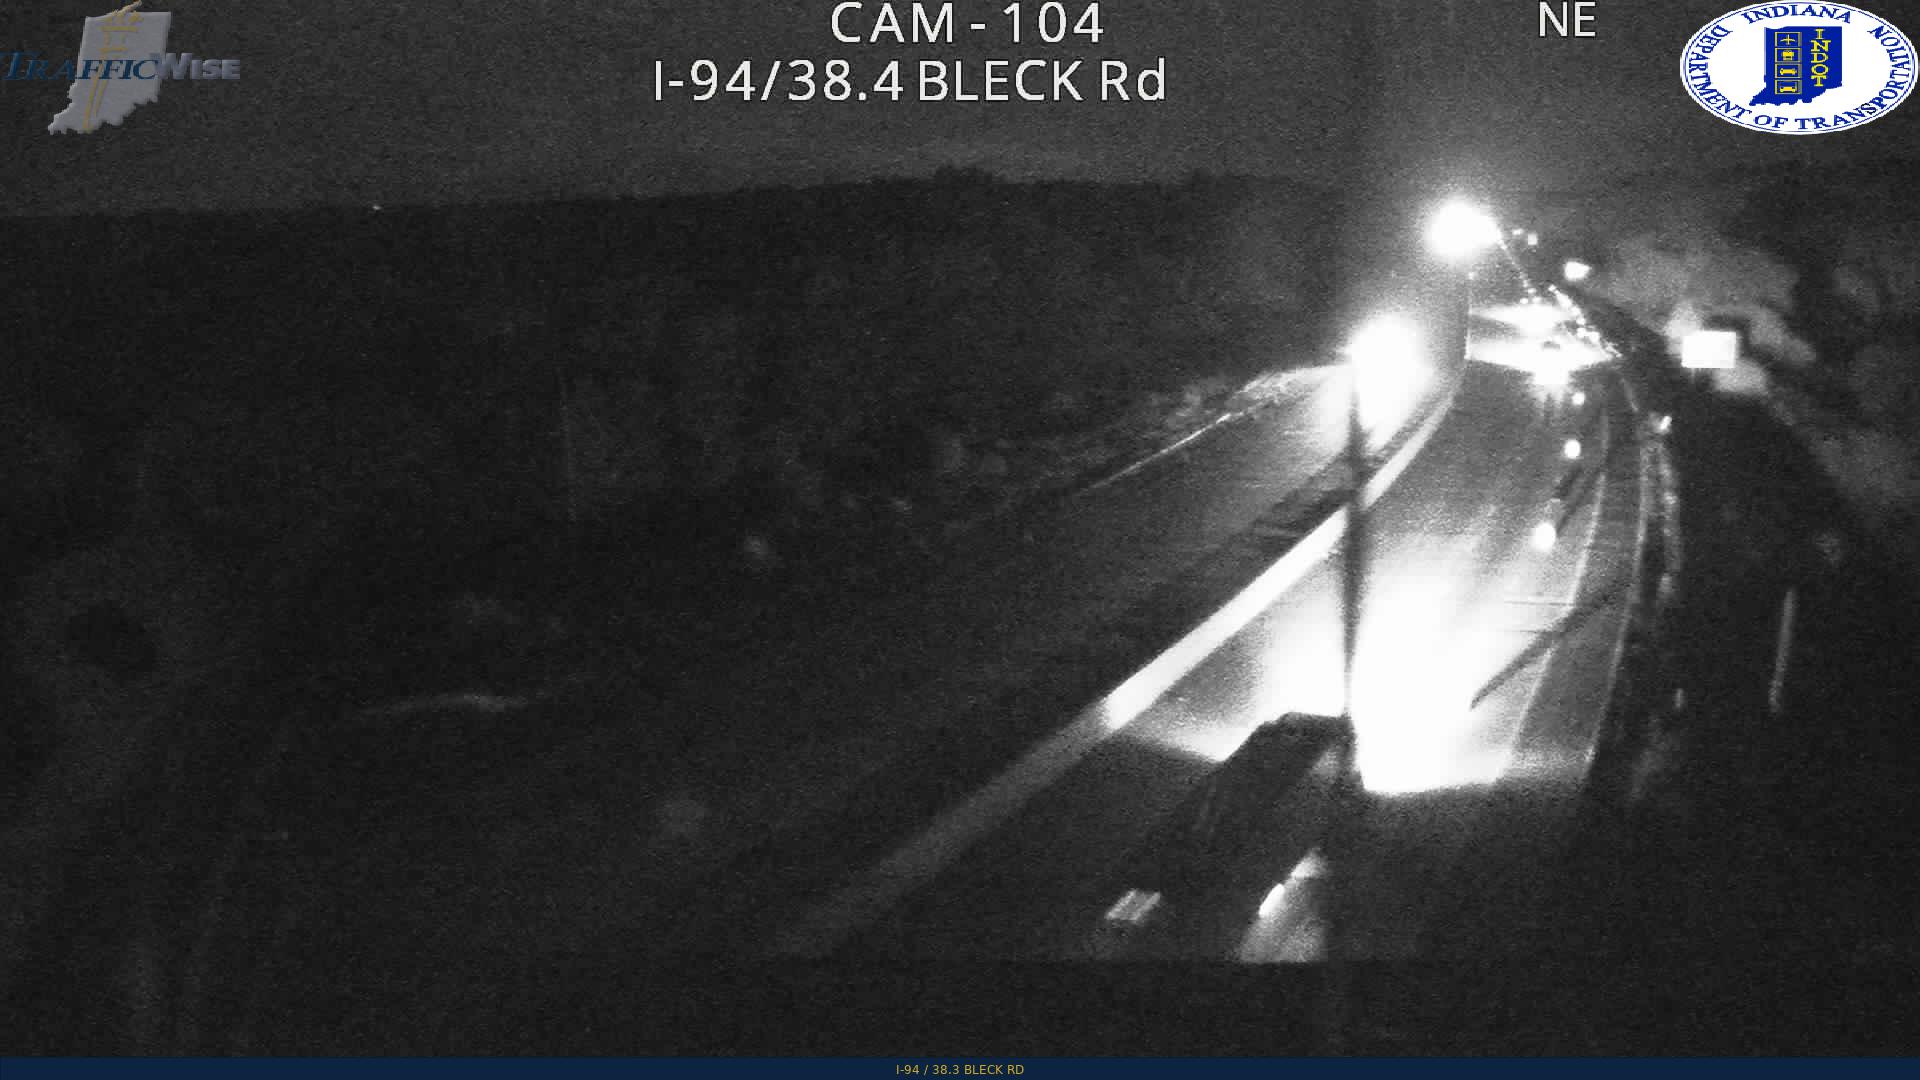 CAM-104
I-94/38.4 BLECK Rd
NE
TRAFFICWISE
INDIANA DEPARTMENT OF TRANSPORTATION
INDOT
I-94 / 38.3 BLECK RD